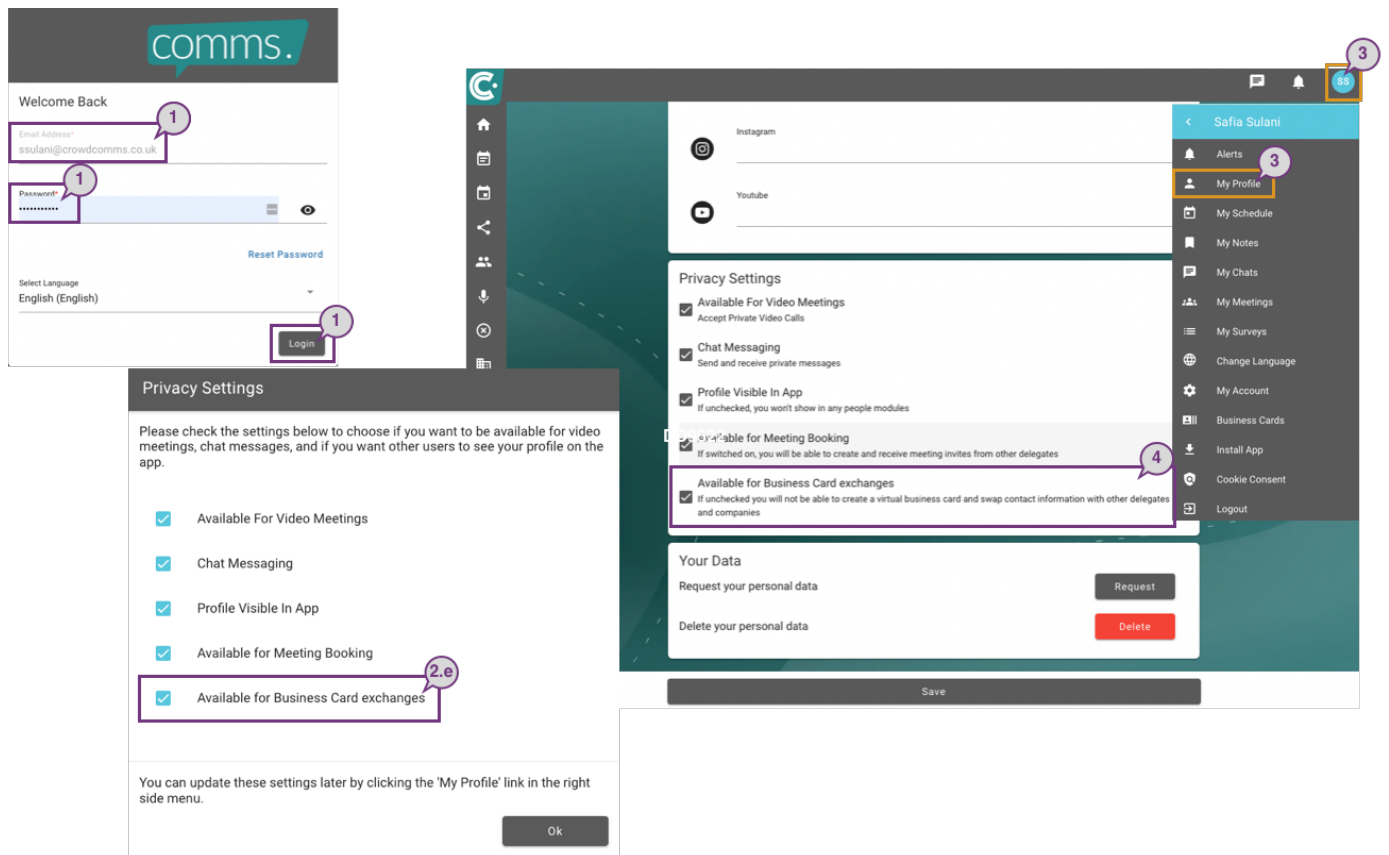 comms.
Welcome Back
1
Email Address*
ssulani@crowdcomms.co.uk
1
Password*
Reset Password
Select Language
English (English)
1
Login
Privacy Settings
Please check the settings below to choose if you want to be available for video
meetings, chat messages, and if you want other users to see your profile on the
app.
Available For Video Meetings
Chat Messaging
Profile Visible In App
Available for Meeting Booking
2.e
Available for Business Card exchanges
You can update these settings later by clicking the 'My Profile' link in the right
side menu.
Ok
3
SS
Instagram
Youtube
Privacy Settings
Available For Video Meetings
Accept Private Video Calls
Chat Messaging
Send and receive private messages
Profile Visible In App
If unchecked, you won't show in any people modules
for Meeting Booking
If switched on, you will be able to create and receive meeting invites from other delegates
4
Available for Business Card exchanges
If unchecked you will not be able to create a virtual business card and swap contact information with other delegates
and companies
Your Data
Request your personal data
Request
Delete your personal data
Delete
Save
Safia Sulani
Alerts
3
My Profile
My Schedule
My Notes
My Chats
My Meetings
My Surveys
Change Language
My Account
Business Cards
Install App
Cookie Consent
Logout